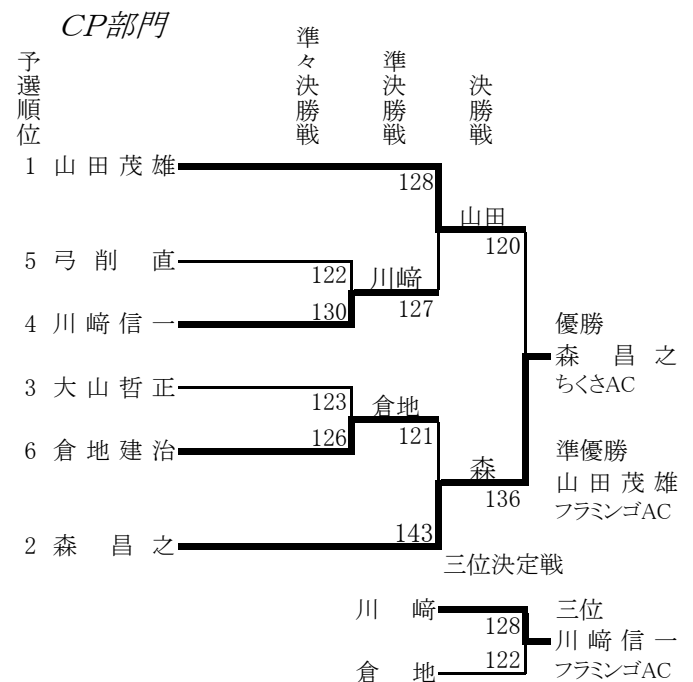 CP部門
予選順位
準々決勝戦
準決勝戦
決勝戦
1 山田茂雄
128
山田
120
5 弓削 直
122
川﨑
127
4 川﨑信一
130
優勝
森 昌之
ちくさAC
3 大山哲正
123
倉地
121
6 倉地建治
126
準優勝
山田茂雄
フラミンゴAC
森
136
2 森 昌之
143
三位決定戦
川 﨑
128
三位
川﨑信一
フラミンゴAC
倉 地
122